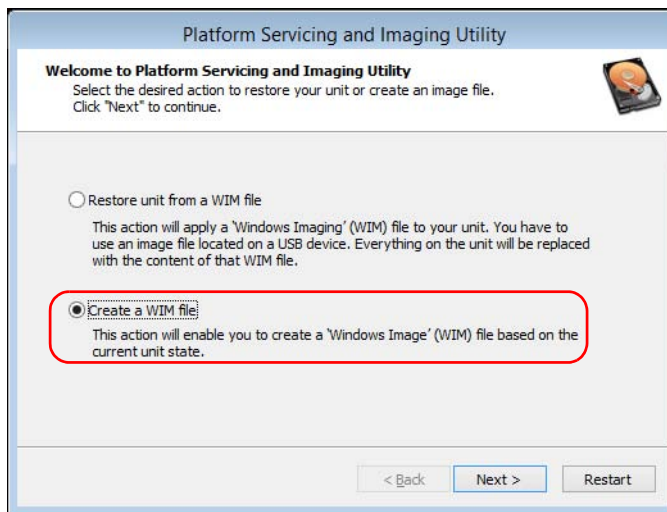 Platform Servicing and Imaging Utility
Welcome to Platform Servicing and Imaging Utility
Select the desired action to restore your unit or create an image file.
Click "Next" to continue.
Restore unit from a WIM file
This action will apply a 'Windows Imaging' (WIM) file to your unit. You have to
use an image file located on a USB device. Everything on the unit will be replaced
with the content of that WIM file.
Create a WIM file
This action will enable you to create a 'Windows Image' (WIM) file based on the
current unit state.
< Back
Next >
Restart